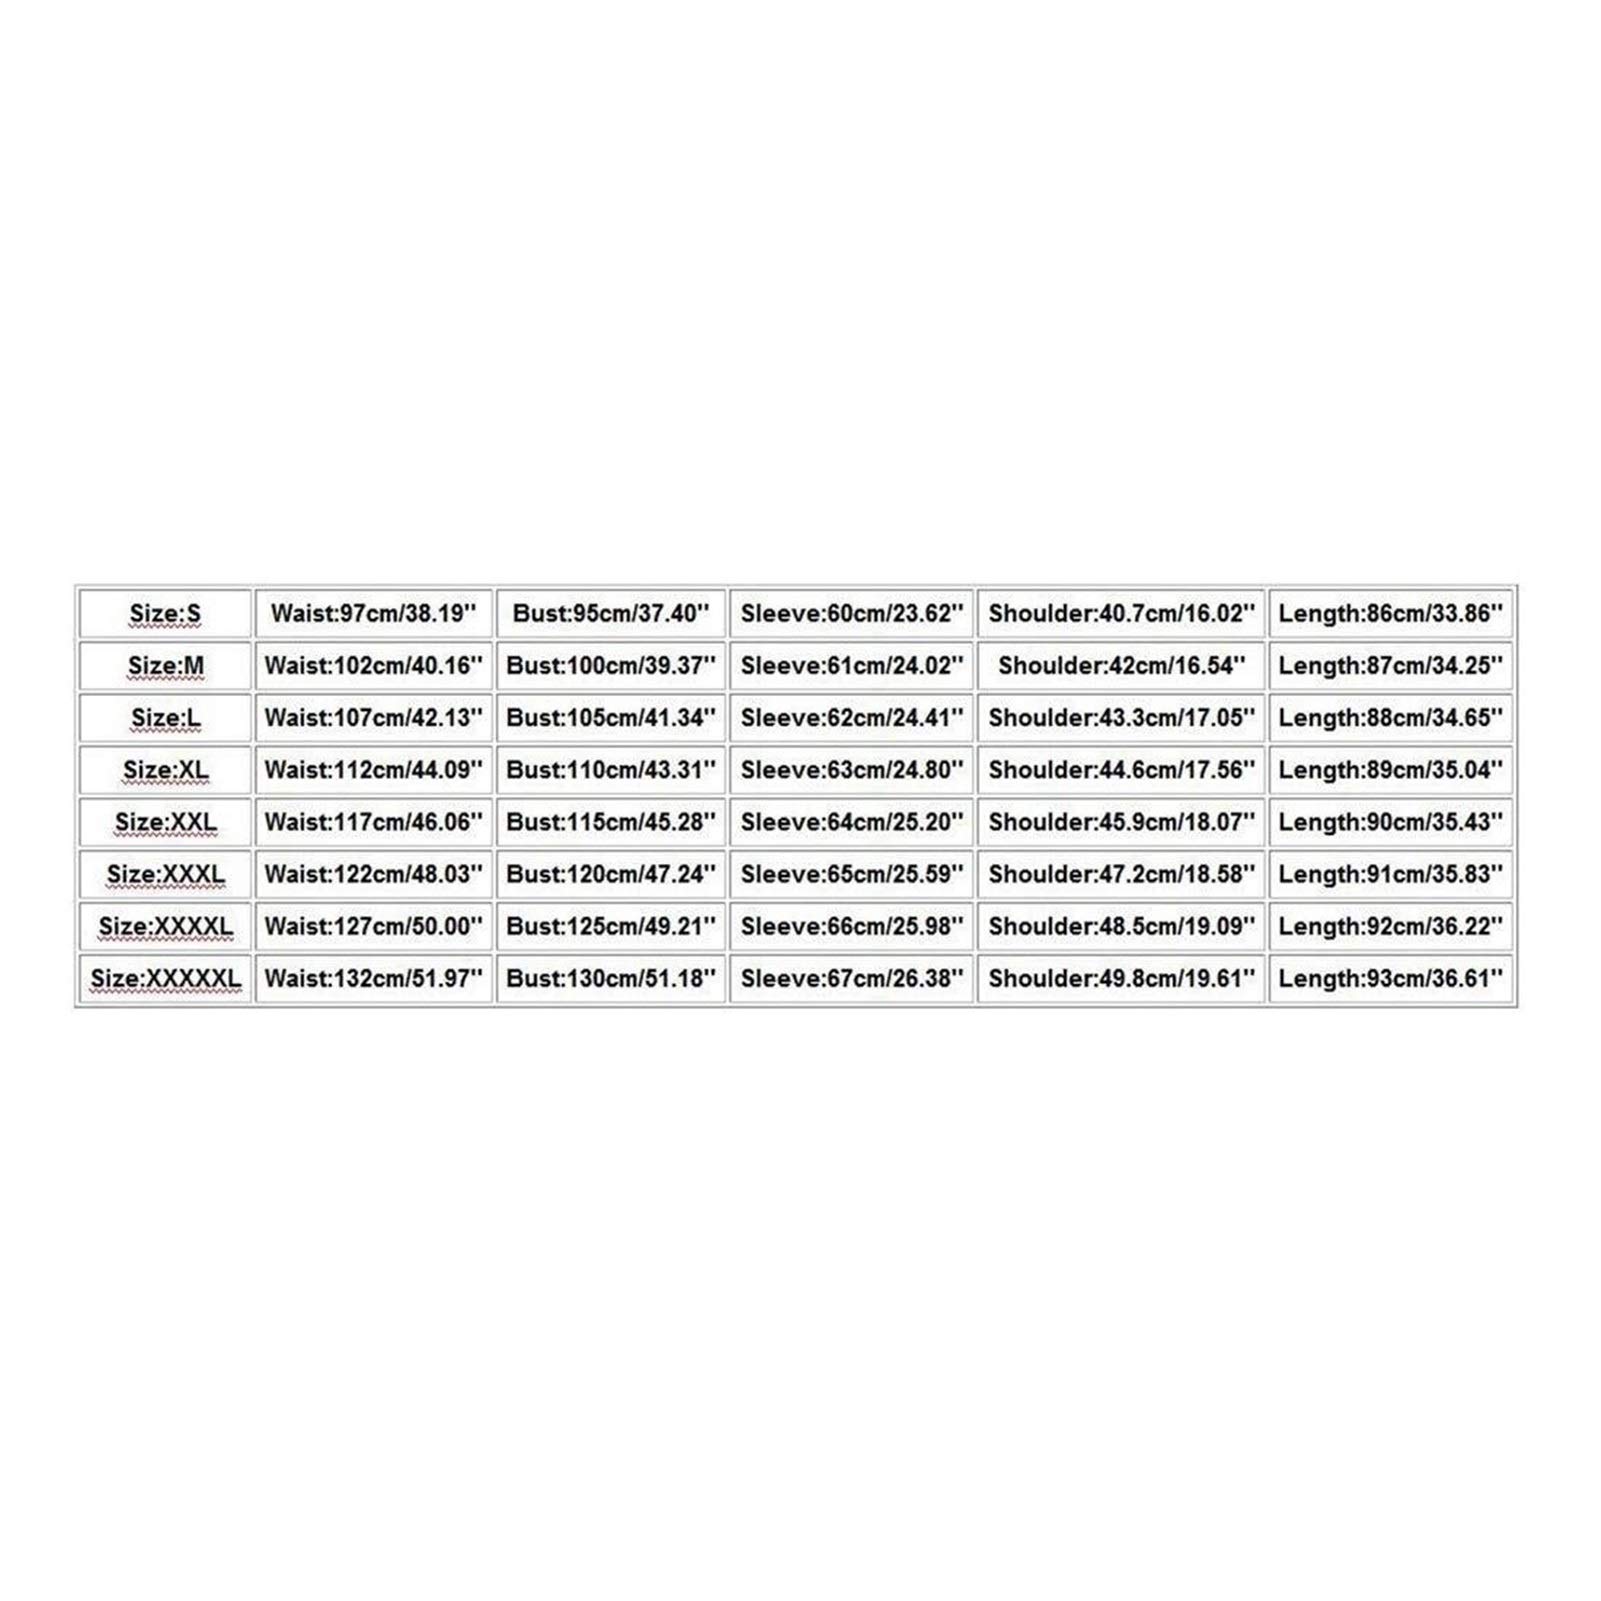 Size:S Waist:97cm/38.19'' Bust:95cm/37.40'' Sleeve:60cm/23.62'' Shoulder:40.7cm/16.02'' Length:86cm/33.86''
Size:M Waist:102cm/40.16'' Bust:100cm/39.37'' Sleeve:61cm/24.02'' Shoulder:42cm/16.54'' Length:87cm/34.25''
Size:L Waist:107cm/42.13'' Bust:105cm/41.34'' Sleeve:62cm/24.41'' Shoulder:43.3cm/17.05'' Length:88cm/34.65''
Size:XL Waist:112cm/44.09'' Bust:110cm/43.31'' Sleeve:63cm/24.80'' Shoulder:44.6cm/17.56'' Length:89cm/35.04''
Size:XXL Waist:117cm/46.06'' Bust:115cm/45.28'' Sleeve:64cm/25.20'' Shoulder:45.9cm/18.07'' Length:90cm/35.43''
Size:XXXL Waist:122cm/48.03'' Bust:120cm/47.24'' Sleeve:65cm/25.59'' Shoulder:47.2cm/18.58'' Length:91cm/35.83''
Size:XXXXL Waist:127cm/50.00'' Bust:125cm/49.21'' Sleeve:66cm/25.98'' Shoulder:48.5cm/19.09'' Length:92cm/36.22''
Size:XXXXXL Waist:132cm/51.97'' Bust:130cm/51.18'' Sleeve:67cm/26.38'' Shoulder:49.8cm/19.61'' Length:93cm/36.61''